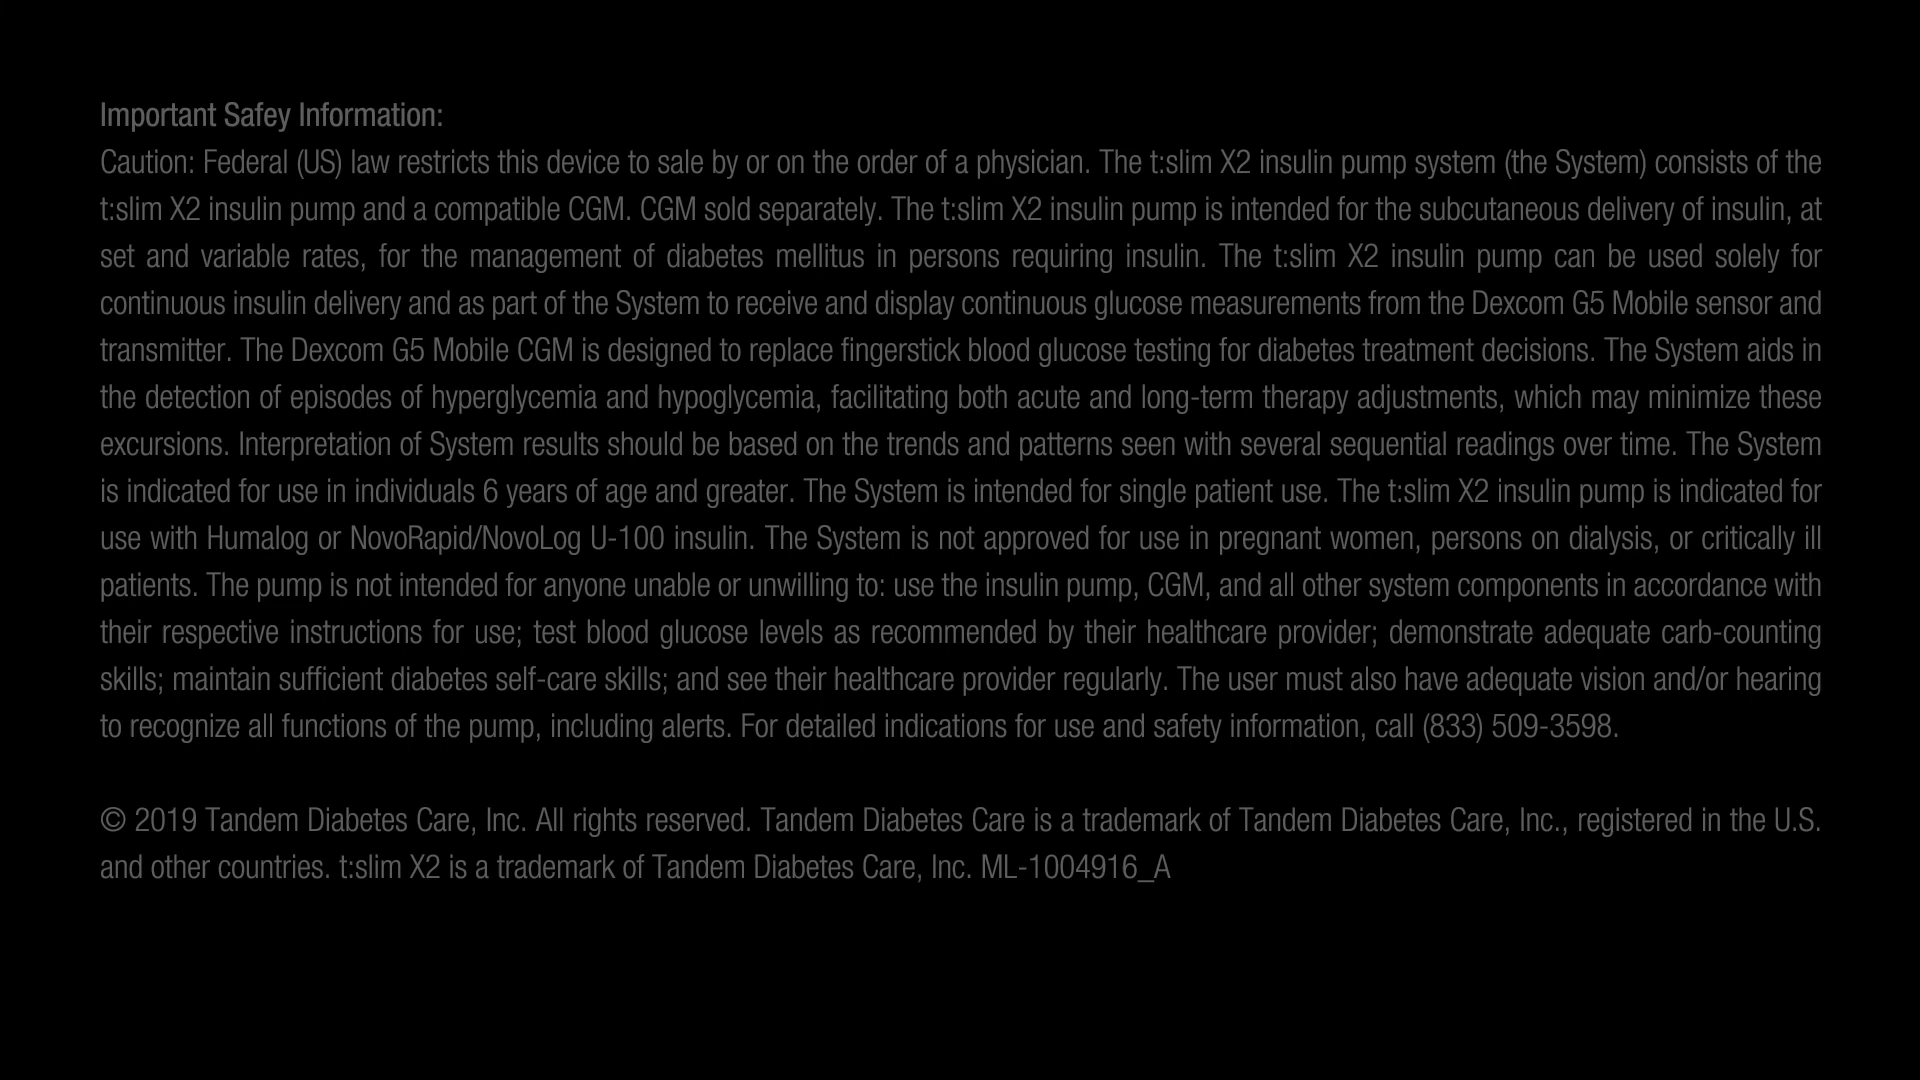 Important Safey Information:
Caution: Federal (US) law restricts this device to sale by or on the order of a physician. The t:slim X2 insulin pump system (the System) consists of the
t:slim X2 insulin pump and a compatible CGM. CGM sold separately. The t:slim X2 insulin pump is intended for the subcutaneous delivery of insulin, at
set and variable rates, for the management of diabetes mellitus in persons requiring insulin. The t:slim X2 insulin pump can be used solely for
continuous insulin delivery and as part of the System to receive and display continuous glucose measurements from the Dexcom G5 Mobile sensor and
transmitter. The Dexcom G5 Mobile CGM is designed to replace fingerstick blood glucose testing for diabetes treatment decisions. The System aids in
the detection of episodes of hyperglycemia and hypoglycemia, facilitating both acute and long-term therapy adjustments, which may minimize these
excursions. Interpretation of System results should be based on the trends and patterns seen with several sequential readings over time. The System
is indicated for use in individuals 6 years of age and greater. The System is intended for single patient use. The t:slim X2 insulin pump is indicated for
use with Humalog or NovoRapid/NovoLog U-100 insulin. The System is not approved for use in pregnant women, persons on dialysis, or critically ill
patients. The pump is not intended for anyone unable or unwilling to: use the insulin pump, CGM, and all other system components in accordance with
their respective instructions for use; test blood glucose levels as recommended by their healthcare provider; demonstrate adequate carb-counting
skills; maintain sufficient diabetes self-care skills; and see their healthcare provider regularly. The user must also have adequate vision and/or hearing
to recognize all functions of the pump, including alerts. For detailed indications for use and safety information, call (833) 509-3598.
© 2019 Tandem Diabetes Care, Inc. All rights reserved. Tandem Diabetes Care is a trademark of Tandem Diabetes Care, Inc., registered in the U.S.
and other countries. t:slim X2 is a trademark of Tandem Diabetes Care, Inc. ML-1004916_A